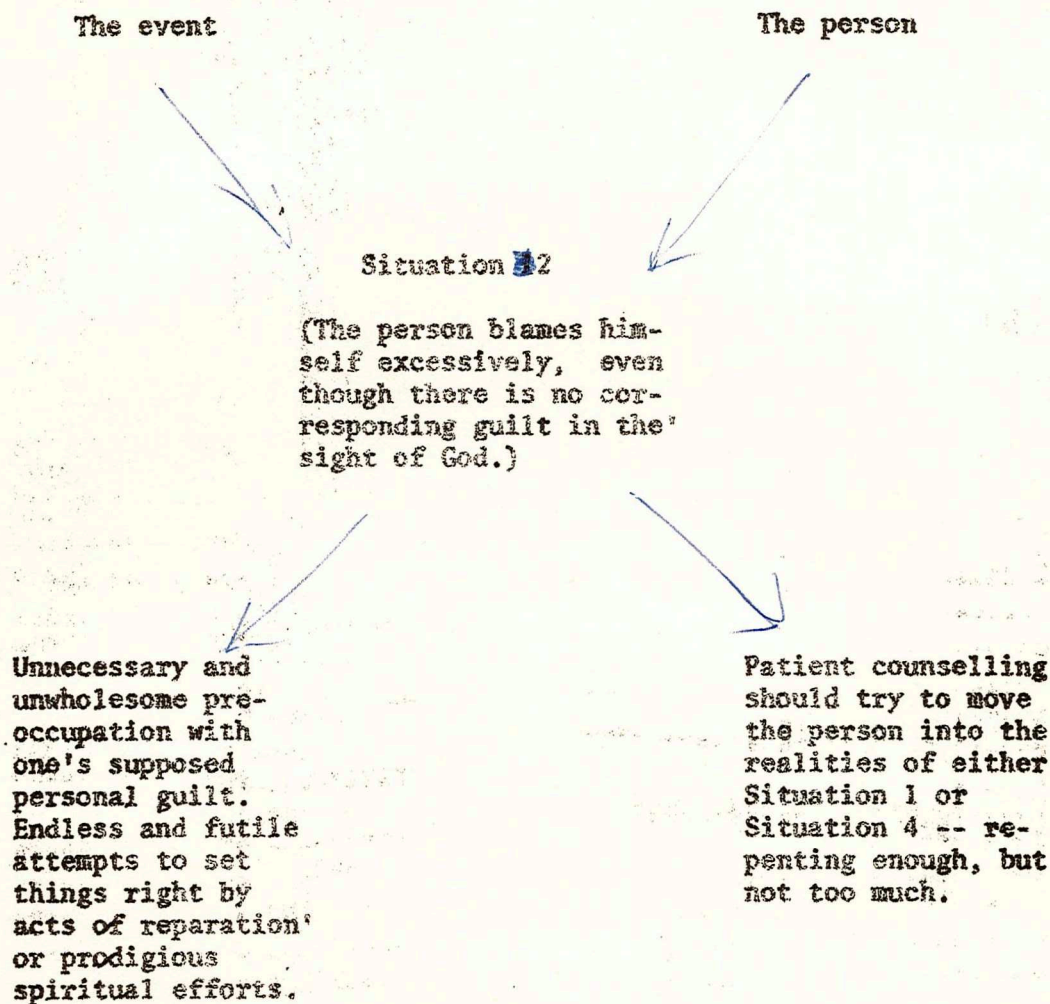 The event
The person
Situation 2
(The person blames him-
self excessively, even
though there is no cor-
responding guilt in the'
sight of God.)
Unnecessary and
unwholesome pre-
occupation with
one's supposed
personal guilt.
Endless and futile
attempts to set
things right by
acts of reparation'
or prodigious
spiritual efforts.
Patient counselling
should try to move
the person into the
realities of either
Situation 1 or
Situation 4 -- re-
penting enough, but
not too much.